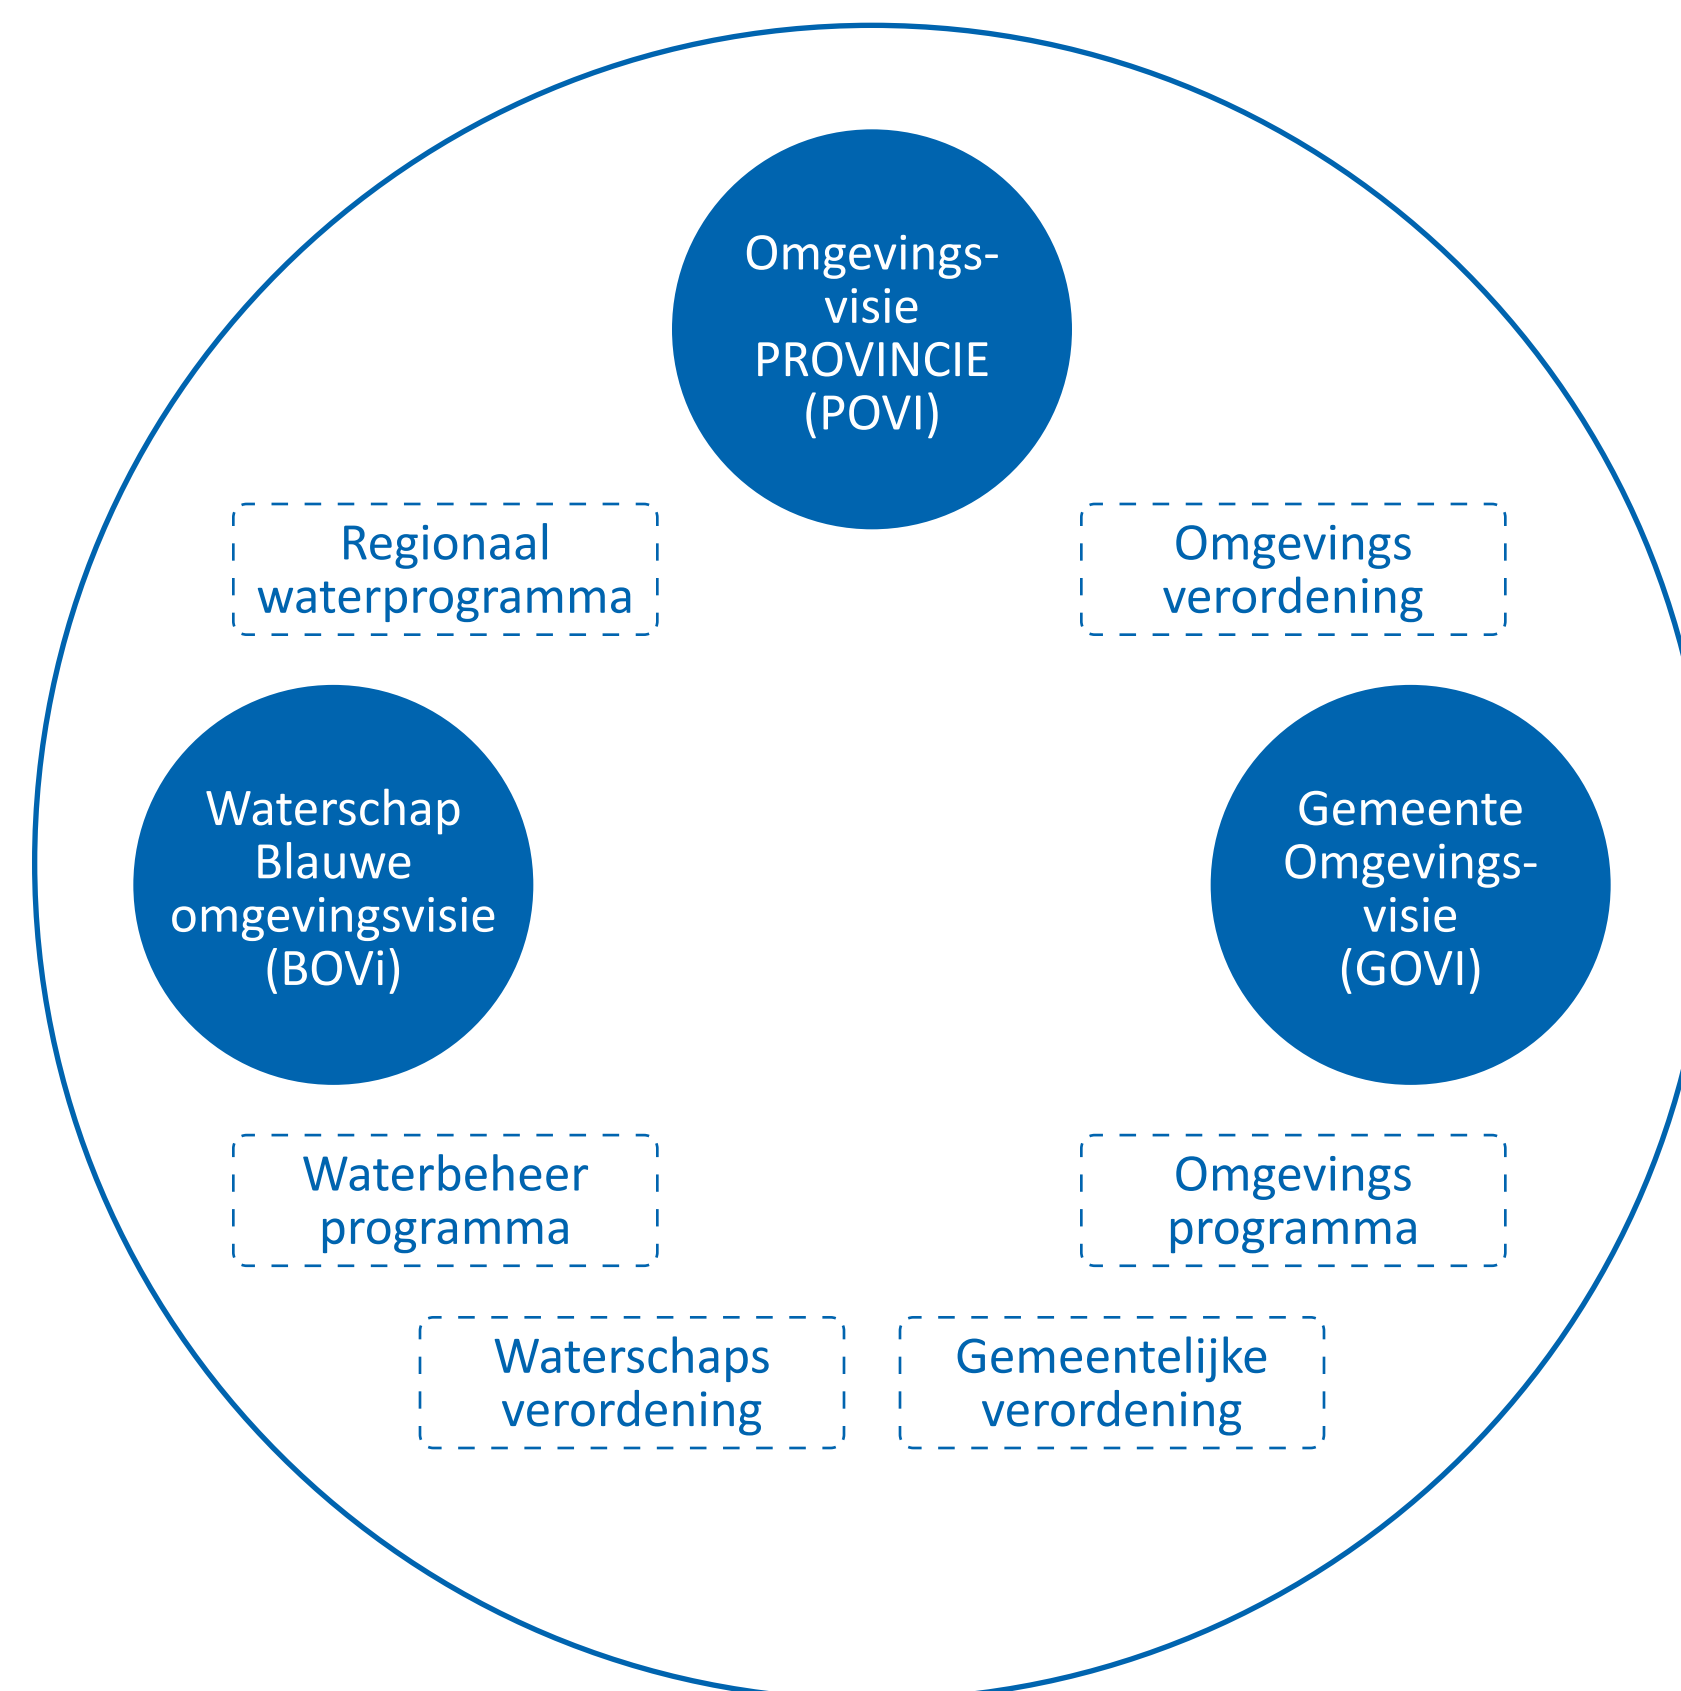 Omgevings-
visie
PROVINCIE
(POVI)
Regionaal
waterprogramma
Omgevings
verordening
Waterschap
Blauwe
omgevingsvisie
(BOVi)
Gemeente
Omgevings-
visie
(GOVI)
Waterbeheer
programma
Omgevings
programma
Waterschaps
verordening
Gemeentelijke
verordening